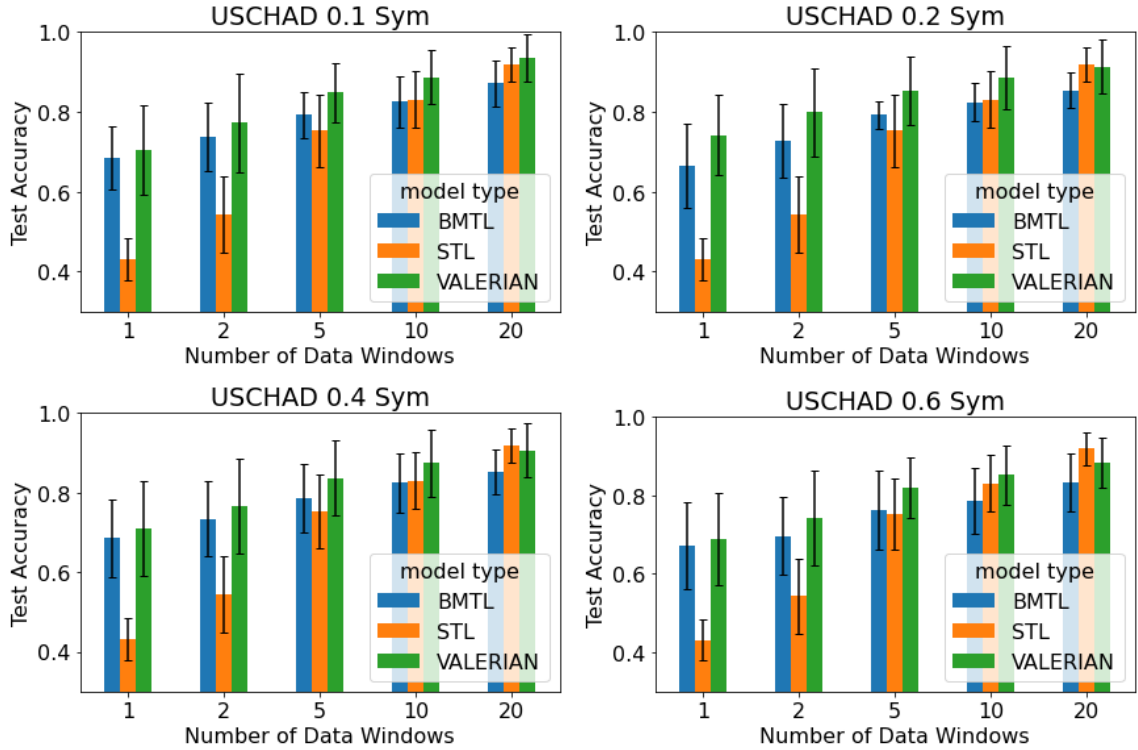 USCHAD 0.1 Sym
1.0
0.8
0.6
0.4
Test Accuracy
model type
BMTL
STL
VALERIAN
1 2 5 10 20
Number of Data Windows
USCHAD 0.2 Sym
1.0
0.8
0.6
0.4
Test Accuracy
model type
BMTL
STL
VALERIAN
1 2 5 10 20
Number of Data Windows
USCHAD 0.4 Sym
1.0
0.8
0.6
0.4
Test Accuracy
model type
BMTL
STL
VALERIAN
1 2 5 10 20
Number of Data Windows
USCHAD 0.6 Sym
1.0
0.8
0.6
0.4
Test Accuracy
model type
BMTL
STL
VALERIAN
1 2 5 10 20
Number of Data Windows